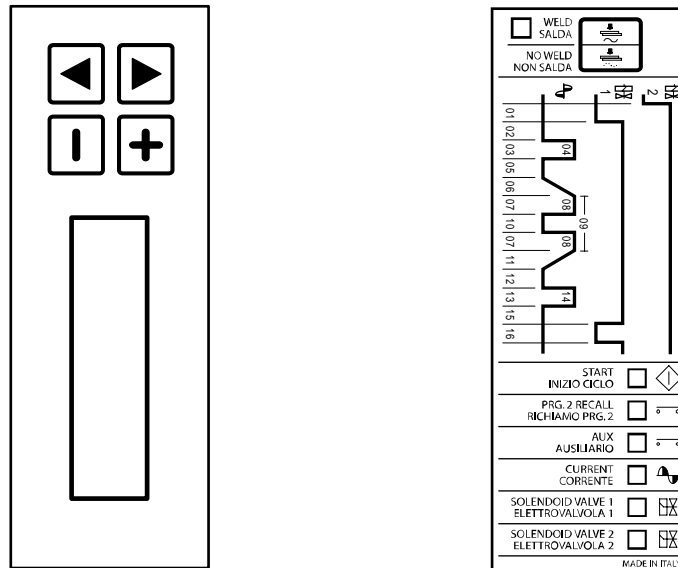 WELD
SALDA
NO WELD
NON SALDA
1 2
01
02
03 04
05
06
07 08
10 09
07 08
11
12
13 14
15
16
START
INIZIO CICLO
PRG. 2 RECALL
RICHIAMO PRG. 2
AUX
AUSILIARIO
CURRENT
CORRENTE
SOLENDOID VALVE 1
ELETTROVALVOLA 1
SOLENDOID VALVE 2
ELETTROVALVOLA 2
MADE IN ITALY